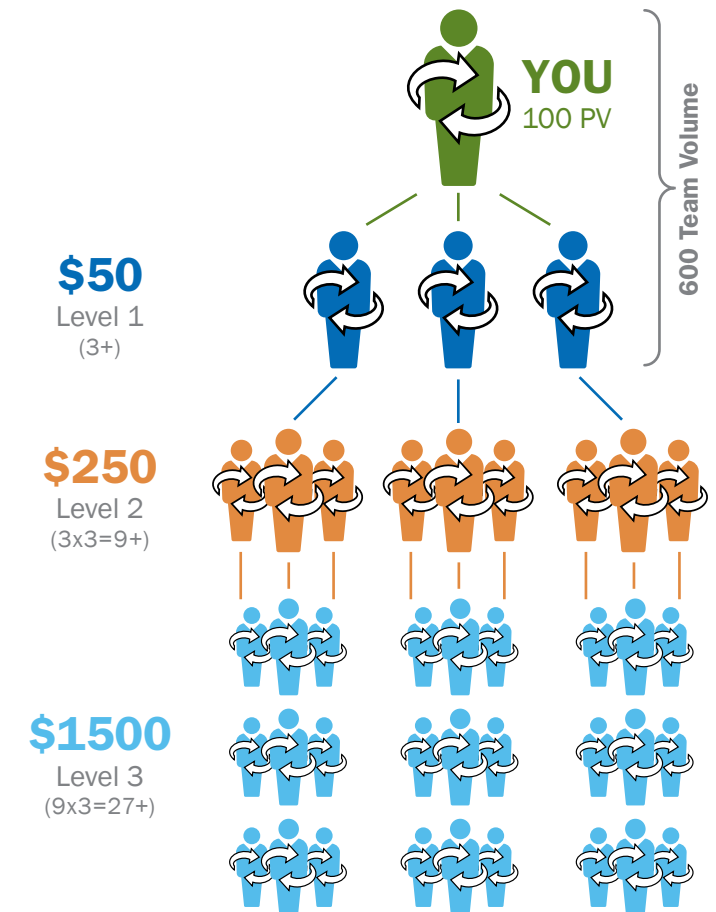 YOU
100 PV
600 Team Volume
$50
Level 1
(3+)
$250
Level 2
(3x3=9+)
$1500
Level 3
(9x3=27+)